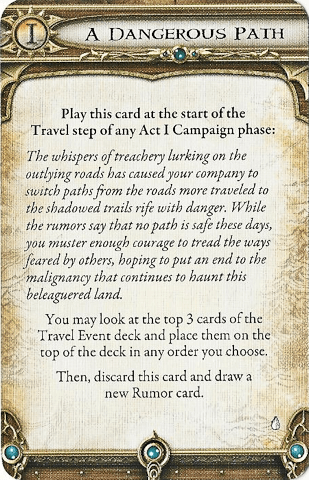 I
A Dangerous Path
Play this card at the start of the
Travel step of any Act I Campaign phase:
The whispers of treachery lurking on the
outlying roads has caused your company to
switch paths from the roads more traveled to
the shadowed trails rife with danger. While
the rumors say that no path is safe these days,
you muster enough courage to tread the ways
feared by others, hoping to put an end to the
malignancy that continues to haunt this
beleaguered land.
You may look at the top 3 cards of the
Travel Event deck and place them on the
top of the deck in any order you choose.
Then, discard this card and draw a
new Rumor card.